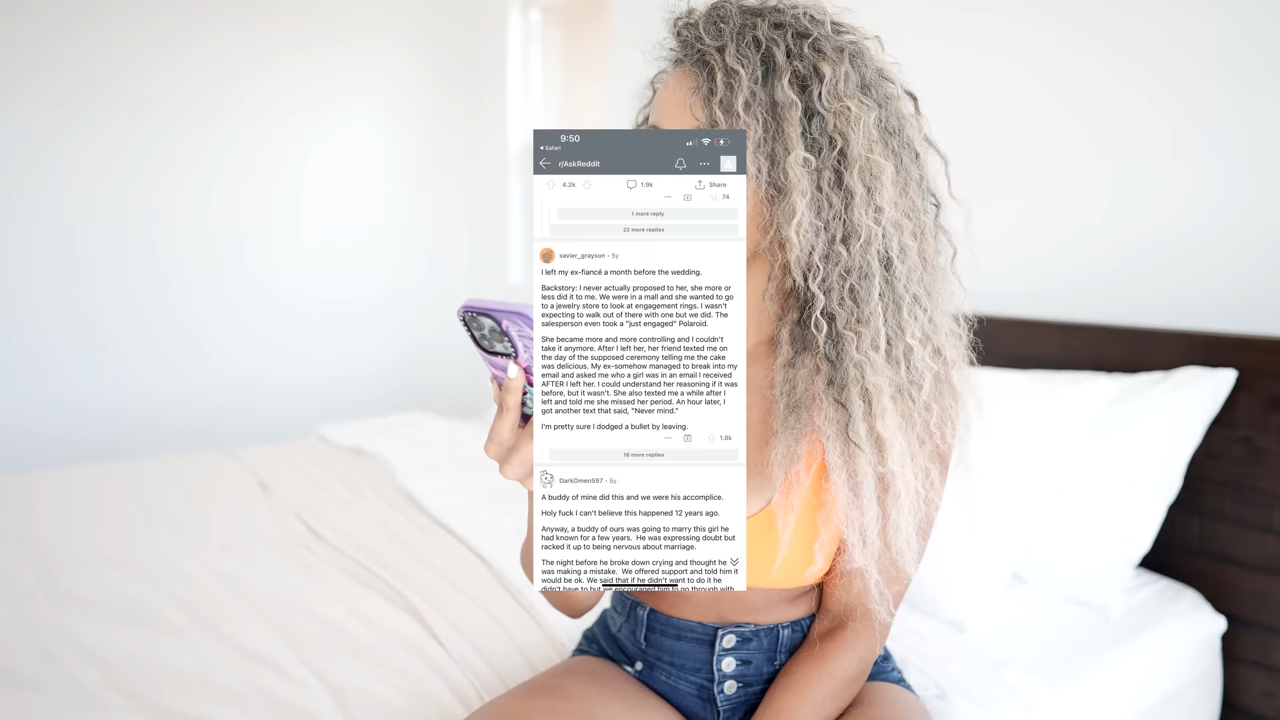 9:50
Safari
r/AskReddit
4.2k 1.9k Share
74
1 more reply
22 more replies
xavier_grayson • 5y
I left my ex-fiancé a month before the wedding.
Backstory: I never actually proposed to her, she more or
less did it to me. We were in a mall and she wanted to go
to a jewelry store to look at engagement rings. I wasn't
expecting to walk out of there with one but we did. The
salesperson even took a "just engaged" Polaroid.
She became more and more controlling and I couldn't
take it anymore. After I left her, her friend texted me on
the day of the supposed ceremony telling me the cake
was delicious. My ex-somehow managed to break into my
email and asked me who a girl was in an email I received
AFTER I left her. I could understand her reasoning if it was
before, but it wasn't. She also texted me a while after I
left and told me she missed her period. An hour later, I
got another text that said, "Never mind."
I'm pretty sure I dodged a bullet by leaving.
1.8k
18 more replies
DarkOmen597 • 5y
A buddy of mine did this and we were his accomplice.
Holy fuck I can't believe this happened 12 years ago.
Anyway, a buddy of ours was going to marry this girl he
had known for a few years. He was expressing doubt but
racked it up to being nervous about marriage.
The night before he broke down crying and thought he
was making a mistake. We offered support and told him it
would be ok. We said that if he didn't want to do it he
didn't have to but we encouraged him to go through with